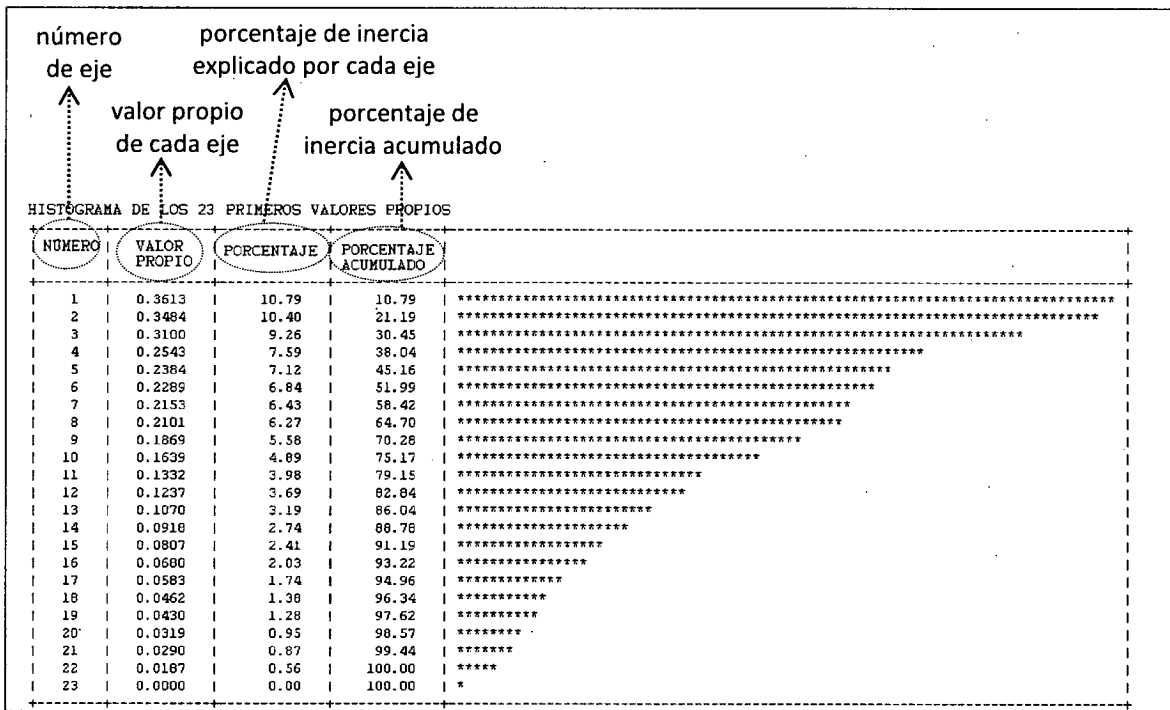 número de eje
porcentaje de inercia explicado por cada eje
valor propio de cada eje
porcentaje de inercia acumulado
HISTOGRAMA DE LOS 23 PRIMEROS VALORES PROPIOS
NUMERO | VALOR PROPIO | PORCENTAJE | PORCENTAJE ACUMULADO
1 | 0.3613 | 10.79 | 10.79
2 | 0.3484 | 10.40 | 21.19
3 | 0.3100 | 9.26 | 30.45
4 | 0.2543 | 7.59 | 38.04
5 | 0.2384 | 7.12 | 45.16
6 | 0.2289 | 6.84 | 51.99
7 | 0.2153 | 6.43 | 58.42
8 | 0.2101 | 6.27 | 64.70
9 | 0.1869 | 5.58 | 70.28
10 | 0.1639 | 4.89 | 75.17
11 | 0.1332 | 3.98 | 79.15
12 | 0.1237 | 3.69 | 82.84
13 | 0.1070 | 3.19 | 86.04
14 | 0.0918 | 2.74 | 88.78
15 | 0.0807 | 2.41 | 91.19
16 | 0.0680 | 2.03 | 93.22
17 | 0.0583 | 1.74 | 94.96
18 | 0.0462 | 1.38 | 96.34
19 | 0.0430 | 1.28 | 97.62
20 | 0.0319 | 0.95 | 98.57
21 | 0.0290 | 0.87 | 99.44
22 | 0.0187 | 0.56 | 100.00
23 | 0.0000 | 0.00 | 100.00